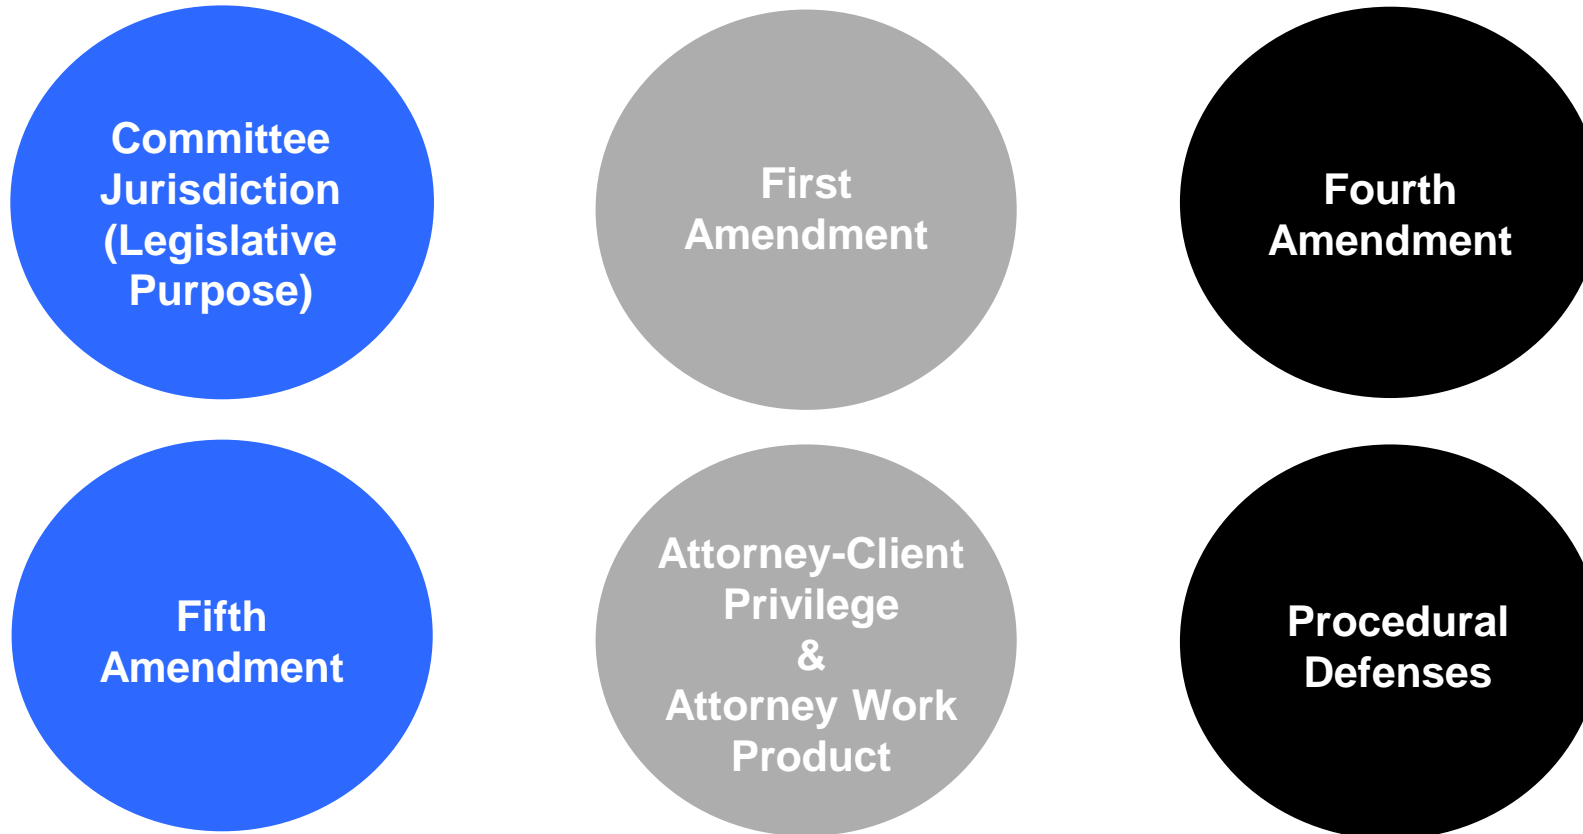 Committee
Jurisdiction
(Legislative
Purpose)
First
Amendment
Fourth
Amendment
Fifth
Amendment
Attorney-Client
Privilege
&
Attorney Work
Product
Procedural
Defenses